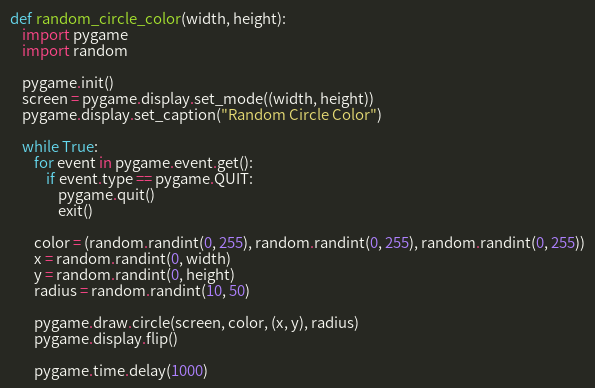 def random_circle_color(width, height):
    import pygame
    import random

    pygame.init()
    screen = pygame.display.set_mode((width, height))
    pygame.display.set_caption("Random Circle Color")

    while True:
        for event in pygame.event.get():
            if event.type == pygame.QUIT:
                pygame.quit()
                exit()

        color = (random.randint(0, 255), random.randint(0, 255), random.randint(0, 255))
        x = random.randint(0, width)
        y = random.randint(0, height)
        radius = random.randint(10, 50)

        pygame.draw.circle(screen, color, (x, y), radius)
        pygame.display.flip()

        pygame.time.delay(1000)